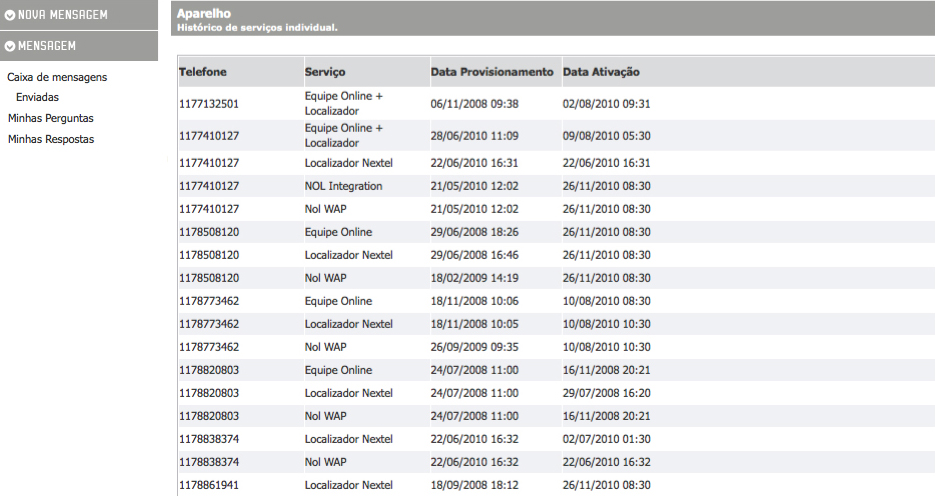 NOVA MENSAGEM
MENSAGEM
Caixa de mensagens
Enviadas
Minhas Perguntas
Minhas Respostas
Aparelho
Histórico de serviços individual.
Telefone Serviço Data Provisionamento Data Ativação
1177132501 Equipe Online + Localizador 06/11/2008 09:38 02/08/2010 09:31
1177410127 Equipe Online + Localizador 28/06/2010 11:09 09/08/2010 05:30
1177410127 Localizador Nextel 22/06/2010 16:31 22/06/2010 16:31
1177410127 NOL Integration 21/05/2010 12:02 26/11/2010 08:30
1177410127 Nol WAP 21/05/2010 12:02 26/11/2010 08:30
1178508120 Equipe Online 29/06/2008 18:26 26/11/2010 08:30
1178508120 Localizador Nextel 29/06/2008 16:46 26/11/2010 08:30
1178508120 Nol WAP 18/02/2009 14:19 26/11/2010 08:30
1178773462 Equipe Online 18/11/2008 10:06 10/08/2010 08:30
1178773462 Localizador Nextel 18/11/2008 10:05 10/08/2010 10:30
1178773462 Nol WAP 26/09/2009 09:35 10/08/2010 10:30
1178820803 Equipe Online 24/07/2008 11:00 16/11/2008 20:21
1178820803 Localizador Nextel 24/07/2008 11:00 29/07/2008 16:20
1178820803 Nol WAP 24/07/2008 11:00 16/11/2008 20:21
1178838374 Localizador Nextel 22/06/2010 16:32 02/07/2010 01:30
1178838374 Nol WAP 22/06/2010 16:32 22/06/2010 16:32
1178861941 Localizador Nextel 18/09/2008 18:12 26/11/2010 08:30